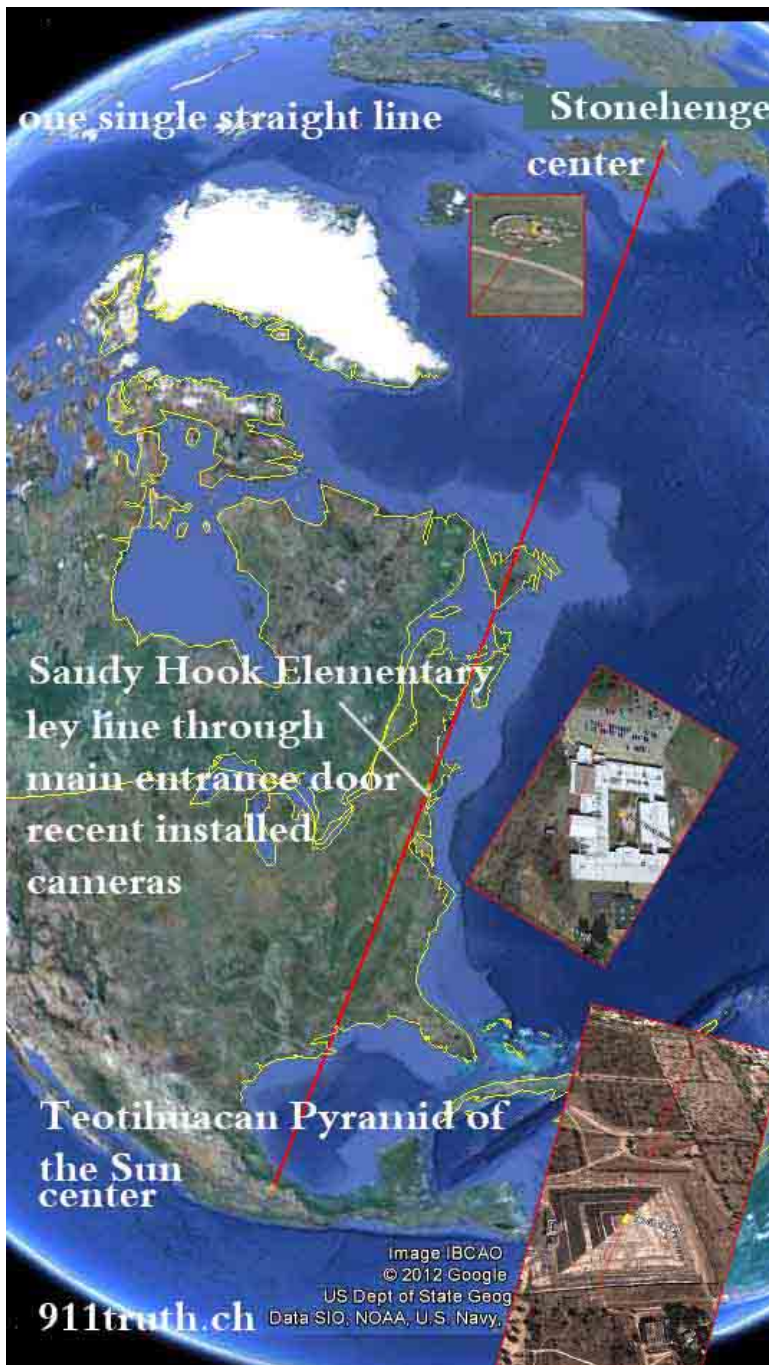 one single straight line
Stonehenge
center
Sandy Hook Elementary
ley line through
main entrance door
recent installed
cameras
Teotihuacan Pyramid of
the Sun
center
Image IBCAO
© 2012 Google
US Dept of State Geog
Data SIO, NOAA, U.S. Navy,
911truth.ch